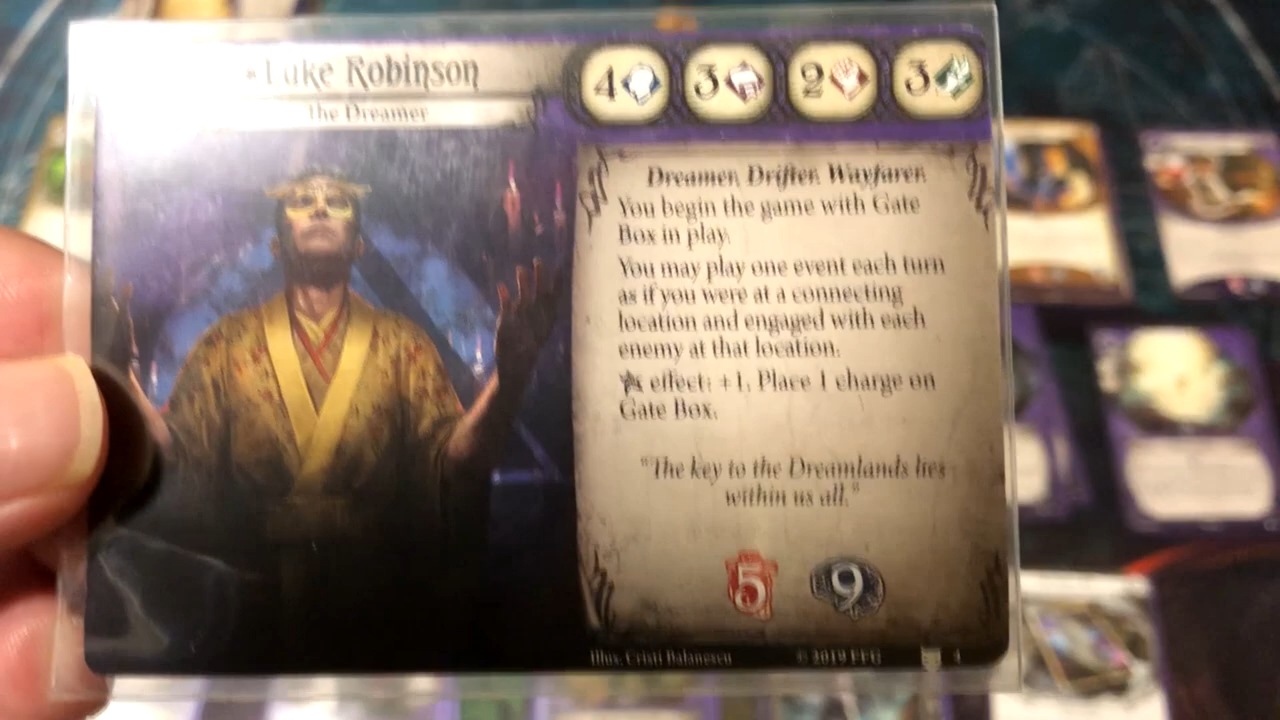 Luke Robinson
The Dreamer
4 3 2 3
Dreamer. Drifter. Wayfarer.
You begin the game with Gate
Box in play.
You may play one event each turn
as if you were at a connecting
location and engaged with each
enemy at that location.
effect: +1. Place 1 charge on
Gate Box.
"The key to the Dreamlands lies
within us all."
5 9
Illus. Cristi Balanescu © 2019 FFG 4